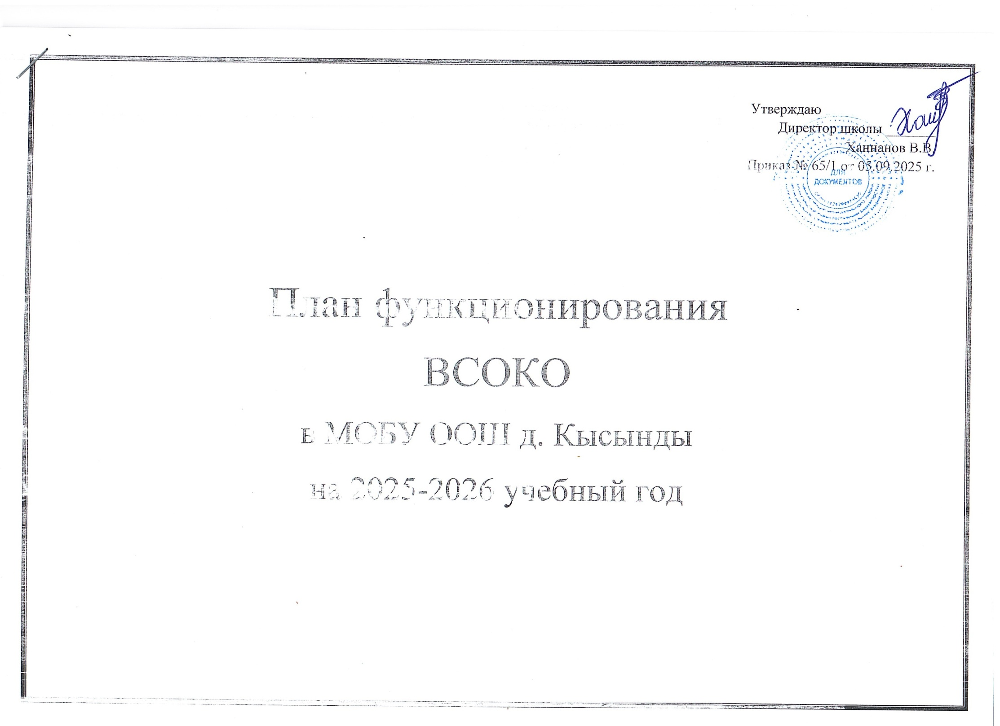 Утверждаю
Директор школы
Ханнанов В.В.
Приказ № 65/1 от 05.09.2025 г.
ДЛЯ
ДОКУМЕНТОВ
План функционирования
ВСОКО
в МОБУ ООШ д. Кысынды
на 2025-2026 учебный год